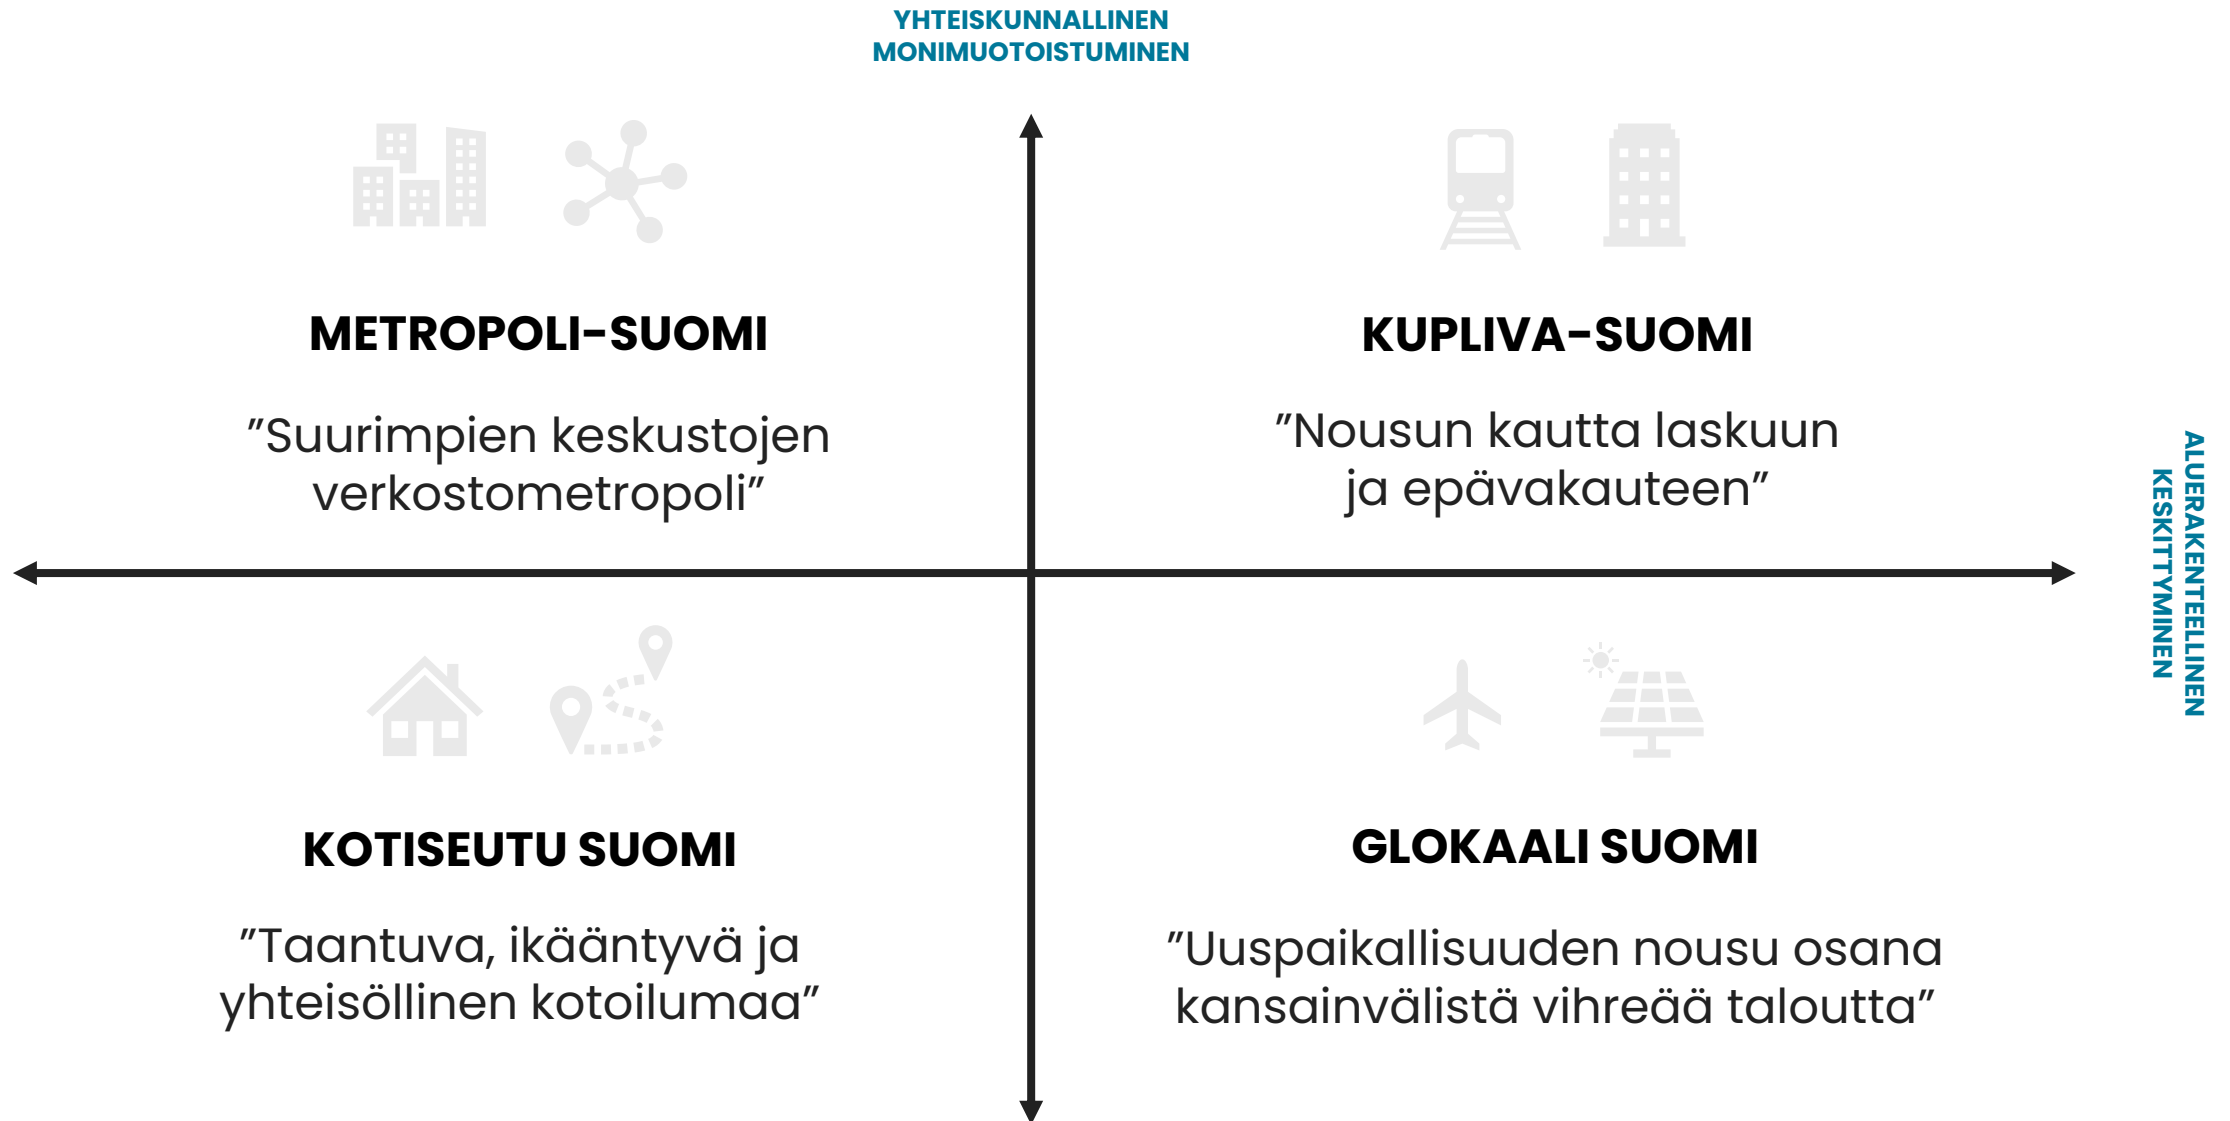 YHTEISKUNNALLINEN
MONIMUOTOISTUMINEN
METROPOLI-SUOMI
”Suurimpien keskustojen
verkostometropoli”
KUPLIVA-SUOMI
”Nousun kautta laskuun
ja epävakauteen”
ALUERAKENTEELLINEN
KESKITTYMINEN
KOTISEUTU SUOMI
”Taantuva, ikääntyvä ja
yhteisöllinen kotoilumaa”
GLOKAALI SUOMI
”Uuspaikallisuuden nousu osana
kansainvälistä vihreää taloutta”